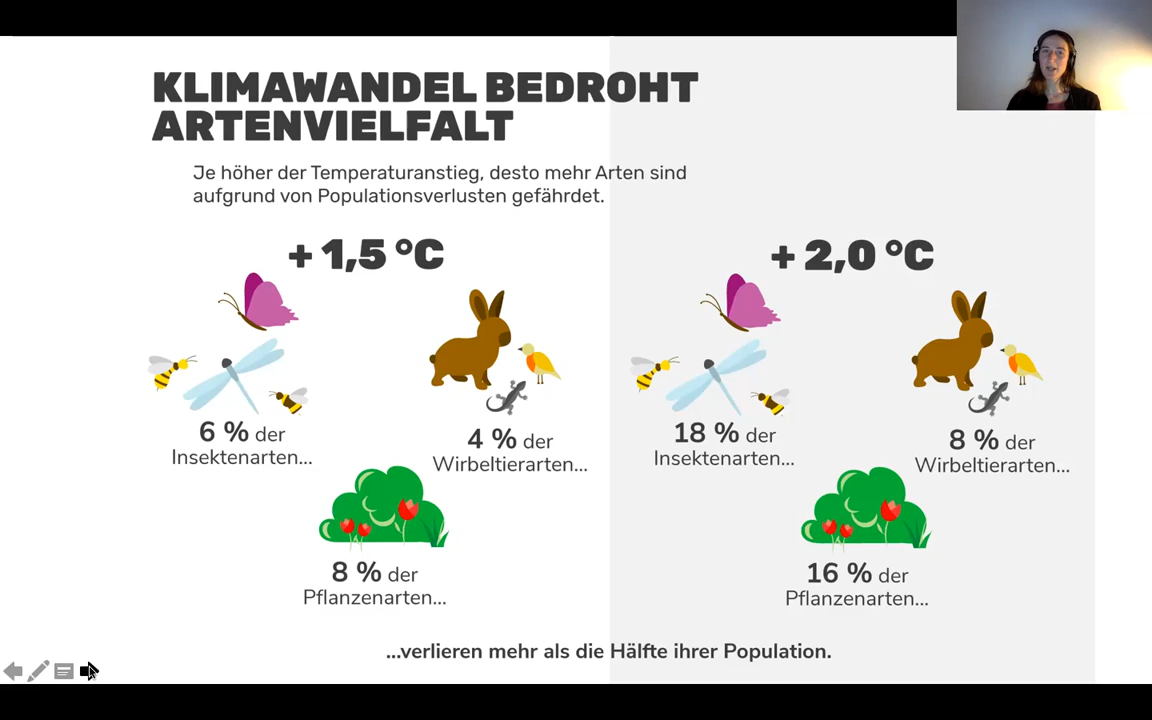 KLIMAWANDEL BEDROHT
ARTENVIELFALT
Je höher der Temperaturanstieg, desto mehr Arten sind
aufgrund von Populationsverlusten gefährdet.
+ 1,5 °C
6 % der
Insektenarten...
4 % der
Wirbeltierarten...
8 % der
Pflanzenarten...
+ 2,0 °C
18 % der
Insektenarten...
8 % der
Wirbeltierarten...
16 % der
Pflanzenarten...
...verlieren mehr als die Hälfte ihrer Population.